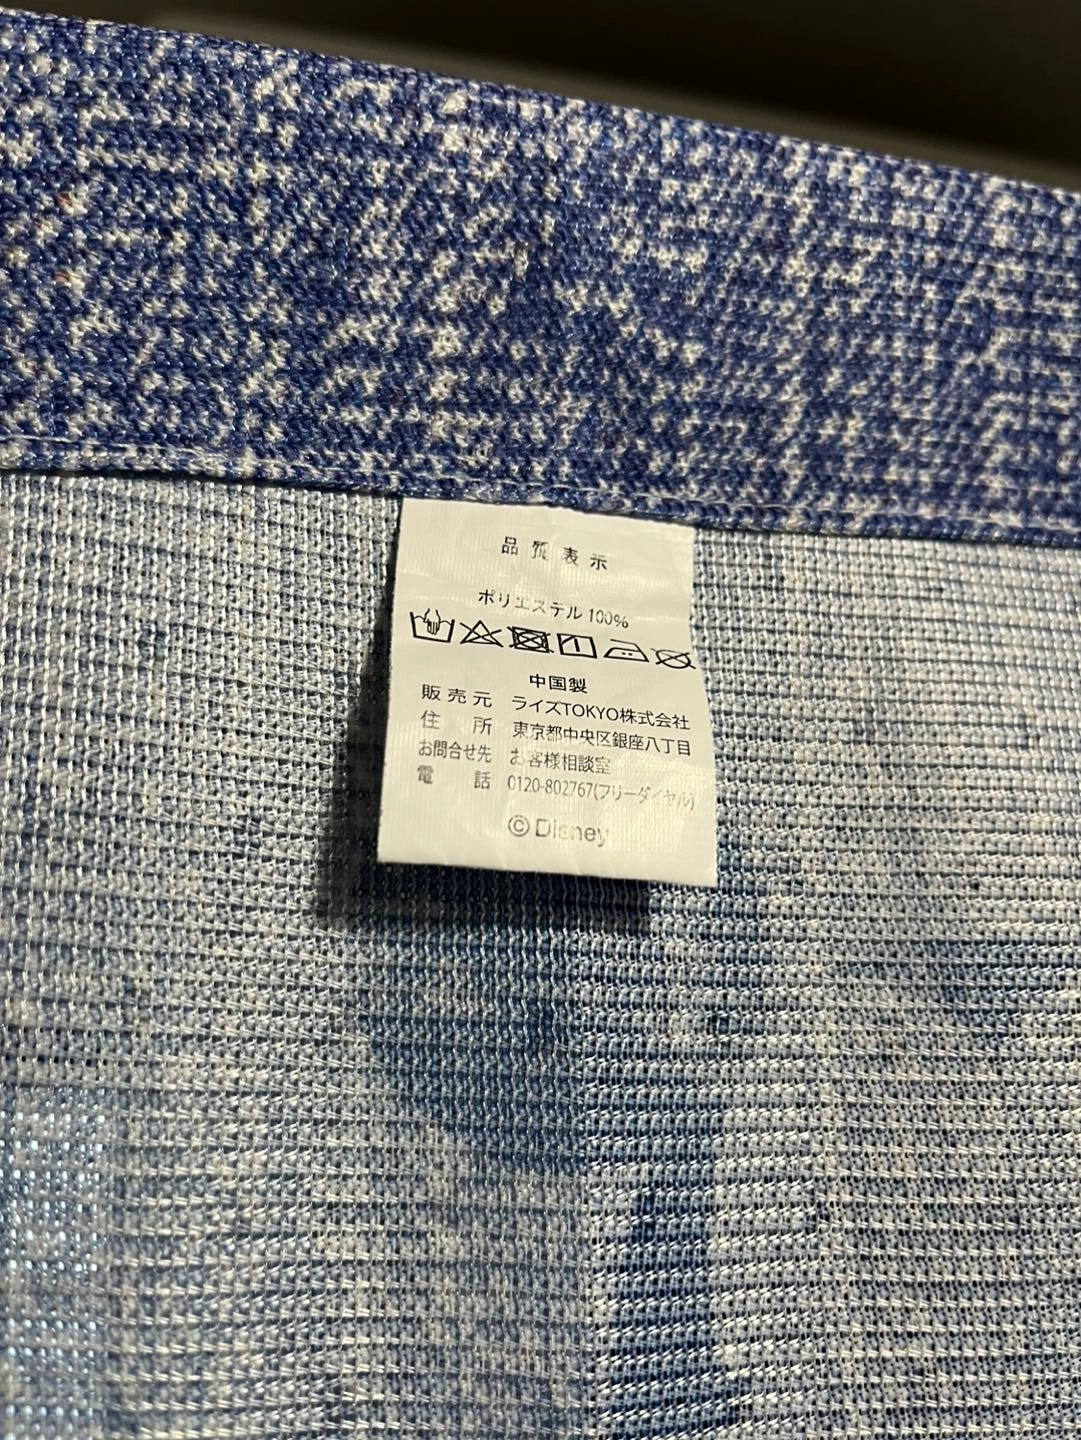 品質表示
ポリエステル 100%
中国製
販売元 ライズTOKYO株式会社
住所 東京都中央区銀座八丁目
お問合せ先 お客様相談室
電話 0120-802767(フリーダイヤル)
© Disney